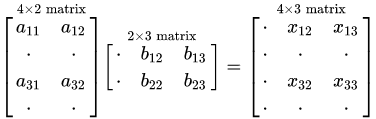 4×2 matrix 2×3 matrix 4×3 matrix
[a₁₁ a₁₂] [· b₁₂ b₁₃] [· x₁₂ x₁₃]
[· ·] [· b₂₂ b₂₃] = [· · ·]
[a₃₁ a₃₂] [· x₃₂ x₃₃]
[· ·] [· · ·]